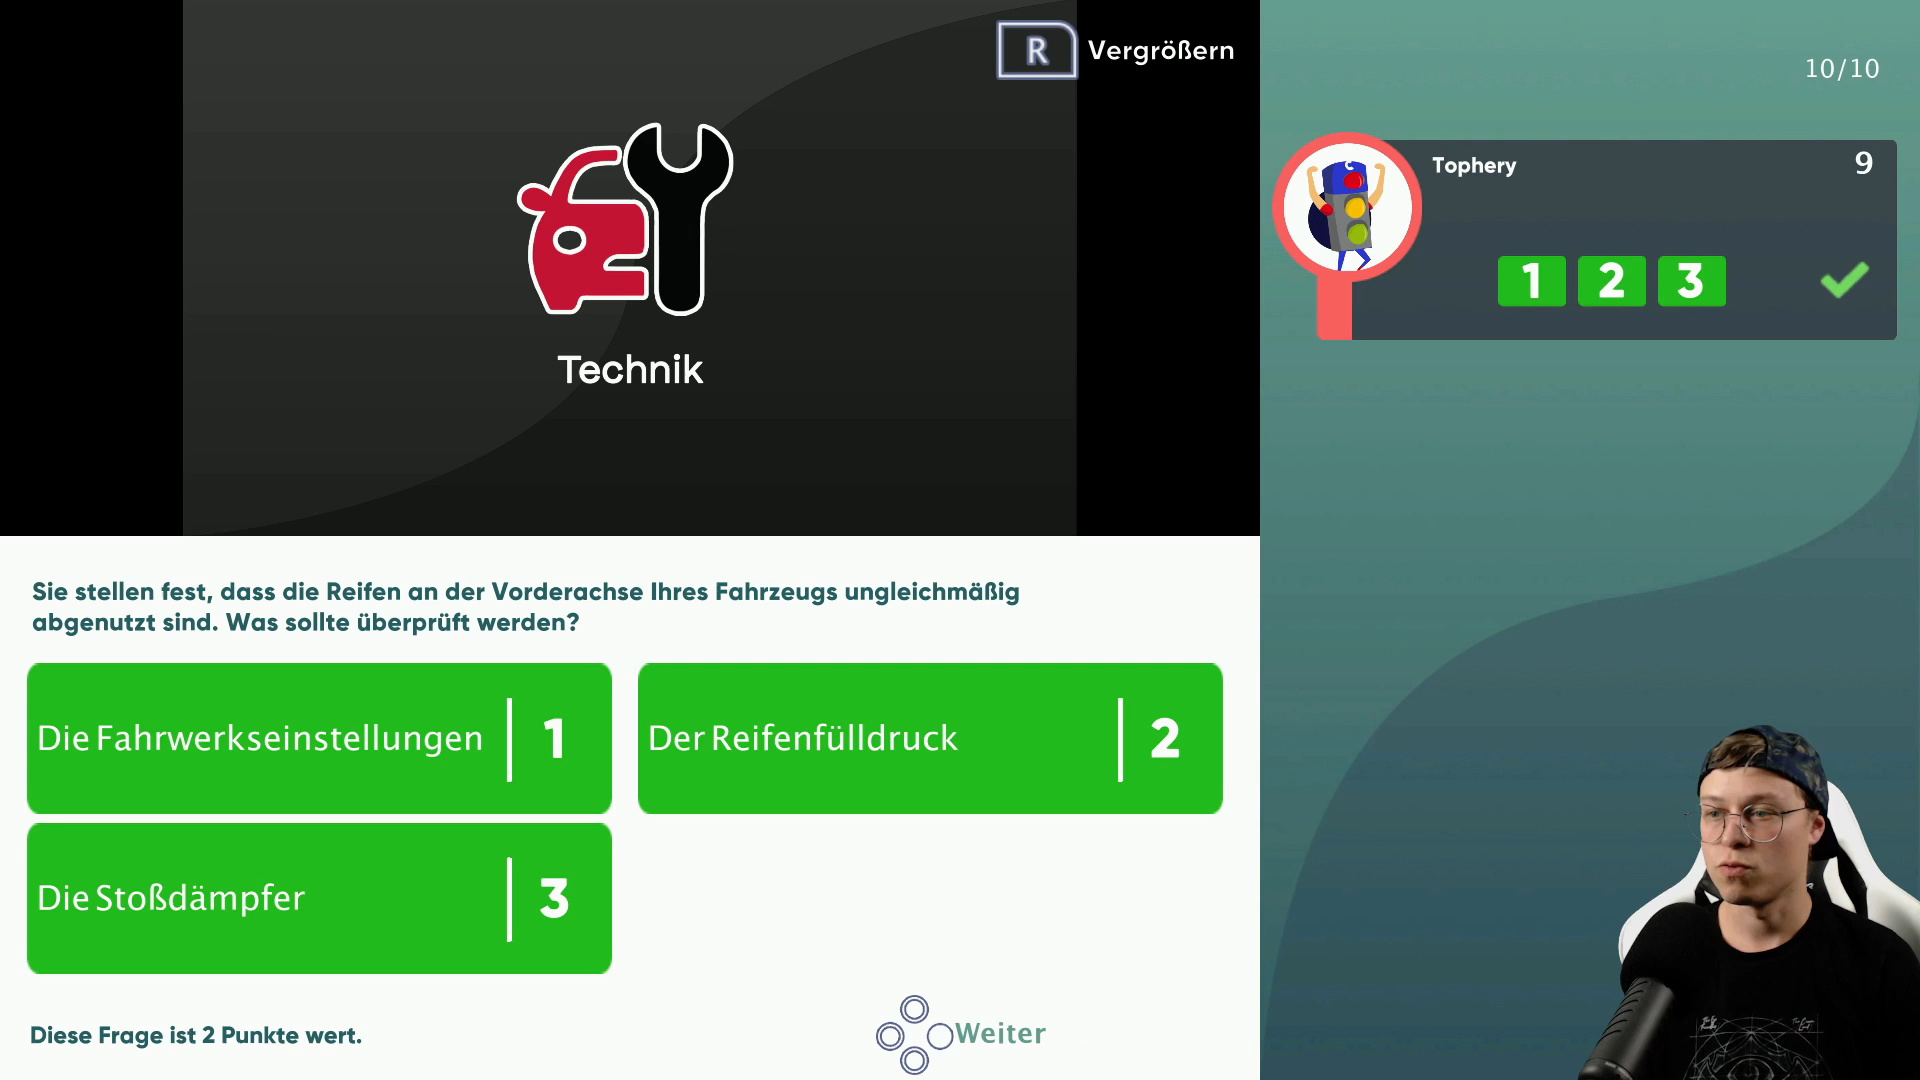 R Vergrößern
10/10
Technik
Tophery 9
1 2 3
Sie stellen fest, dass die Reifen an der Vorderachse Ihres Fahrzeugs ungleichmäßig
abgenutzt sind. Was sollte überprüft werden?
Die Fahrwerkseinstellungen 1
Der Reifenfülldruck 2
Die Stoßdämpfer 3
Diese Frage ist 2 Punkte wert.
Weiter